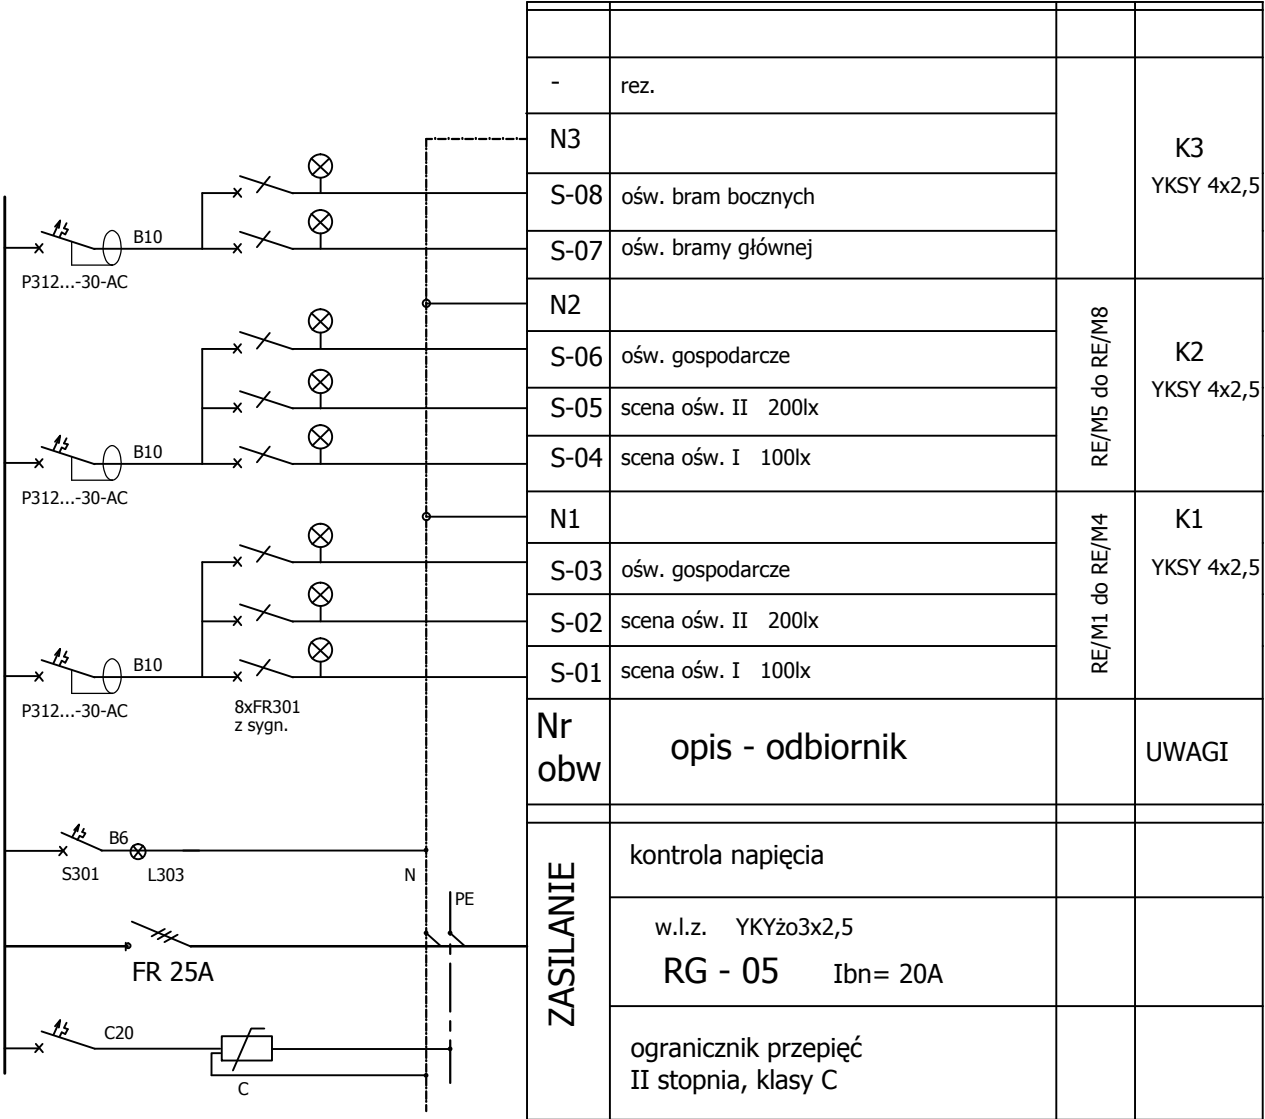 - rez.
N3
K3
YKSY 4x2,5
S-08 ośw. bram bocznych
B10
S-07 ośw. bramy głównej
P312...-30-AC
N2
RE/M5 do RE/M8
K2
YKSY 4x2,5
S-06 ośw. gospodarcze
S-05 scena ośw. II 200lx
B10
S-04 scena ośw. I 100lx
P312...-30-AC
N1
RE/M1 do RE/M4
K1
YKSY 4x2,5
S-03 ośw. gospodarcze
S-02 scena ośw. II 200lx
B10
S-01 scena ośw. I 100lx
P312...-30-AC
8xFR301
z sygn.
Nr
obw
opis - odbiornik
UWAGI
B6
S301
L303
N
PE
ZASILANIE
kontrola napięcia
FR 25A
w.l.z. YKYżo3x2,5
RG - 05 Ibn= 20A
C20
C
ogranicznik przepięć
II stopnia, klasy C